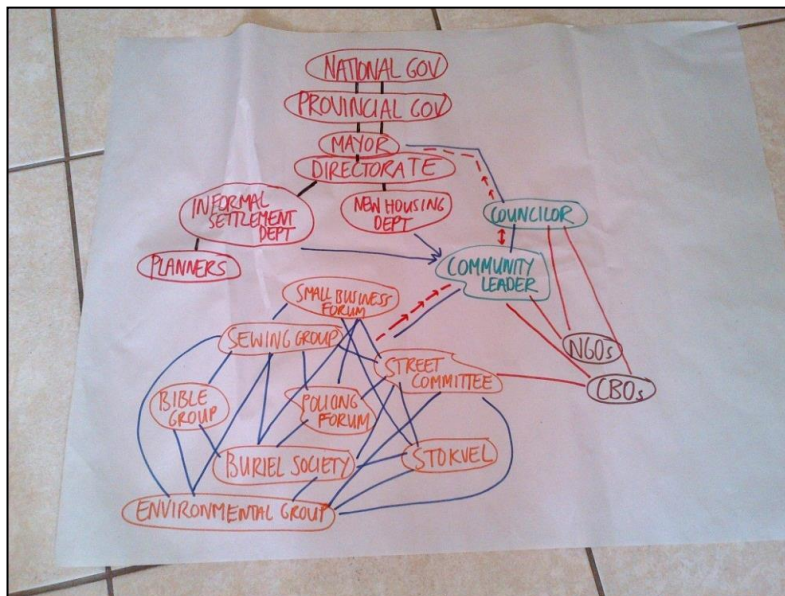 NATIONAL GOV
PROVINCIAL GOV
MAYOR
DIRECTORATE
INFORMAL
SETTLEMENT
DEPT
NEW HOUSING
DEPT
COUNCILOR
PLANNERS
COMMUNITY
LEADER
SMALL BUSINESS
FORUM
SEWING GROUP
NGOs
STREET
COMMITTEE
CBOs
BIBLE
GROUP
POLICING
FORUM
BURIEL SOCIETY
STOKVEL
ENVIRONMENTAL GROUP